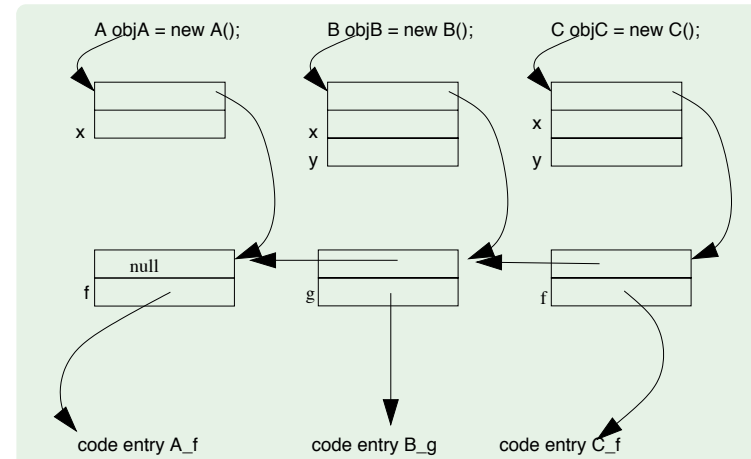 A objA = new A();
B objB = new B();
C objC = new C();
x
x
y
x
y
null
f
g
f
code entry A_f
code entry B_g
code entry C_f